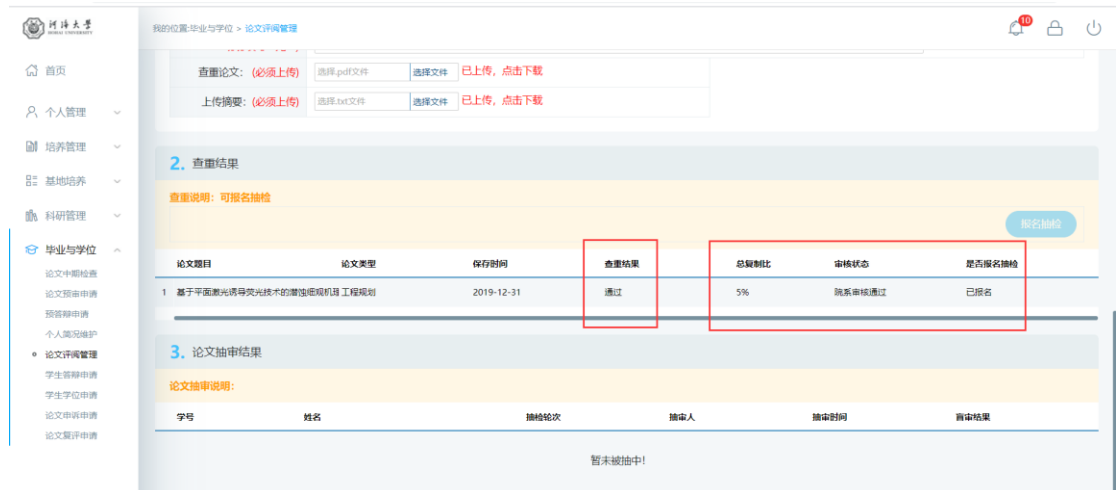 河海大学
HOHAI UNIVERSITY
我的位置:毕业与学位 > 论文评阅管理
10
首页
个人管理
培养管理
基地培养
科研管理
毕业与学位
论文中期检查
论文预审申请
预答辩申请
个人简况维护
论文评阅管理
学生答辩申请
学生学位申请
论文申诉申请
论文复评申请
查重论文: (必须上传) 选择.pdf文件 选择文件 已上传，点击下载
上传摘要: (必须上传) 选择.txt文件 选择文件 已上传，点击下载
2. 查重结果
查重说明：可报名抽检
报名抽检
论文题目 论文类型 保存时间 查重结果 总复制比 审核状态 是否报名抽检
1 基于平面激光诱导荧光技术的潜蚀细观机理 工程规划 2019-12-31 通过 5% 院系审核通过 已报名
3. 论文抽审结果
论文抽审说明：
学号 姓名 抽检轮次 抽审人 抽审时间 盲审结果
暂未被抽中!